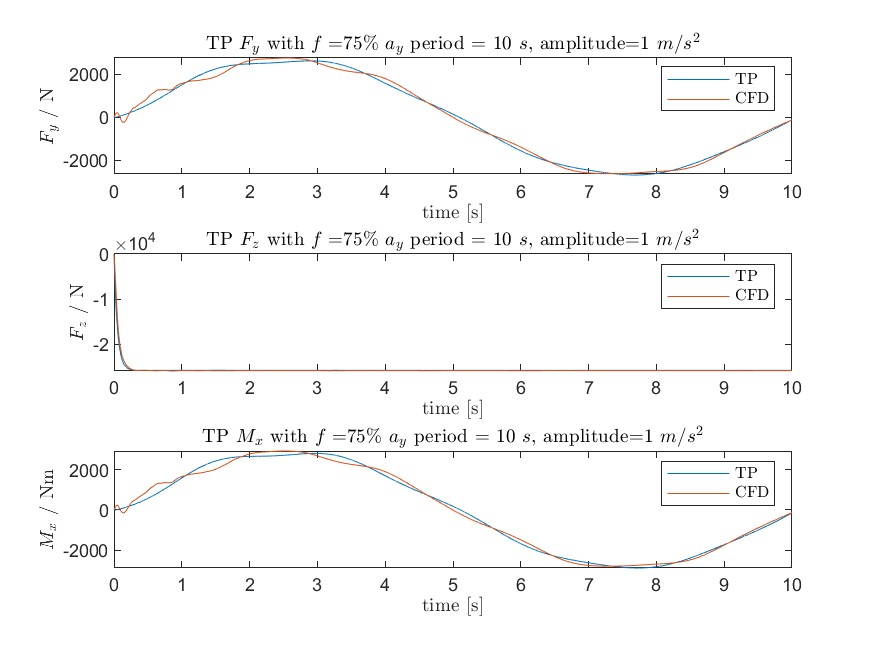 TP F_y with f =75% a_y period = 10 s, amplitude=1 m/s^2
2000
0
-2000
F_y / N
TP
CFD
0 1 2 3 4 5 6 7 8 9 10
time [s]
TP F_z with f =75% a_y period = 10 s, amplitude=1 m/s^2
×10^4
0
-1
-2
F_z / N
TP
CFD
0 1 2 3 4 5 6 7 8 9 10
time [s]
TP M_x with f =75% a_y period = 10 s, amplitude=1 m/s^2
2000
0
-2000
M_x / Nm
TP
CFD
0 1 2 3 4 5 6 7 8 9 10
time [s]